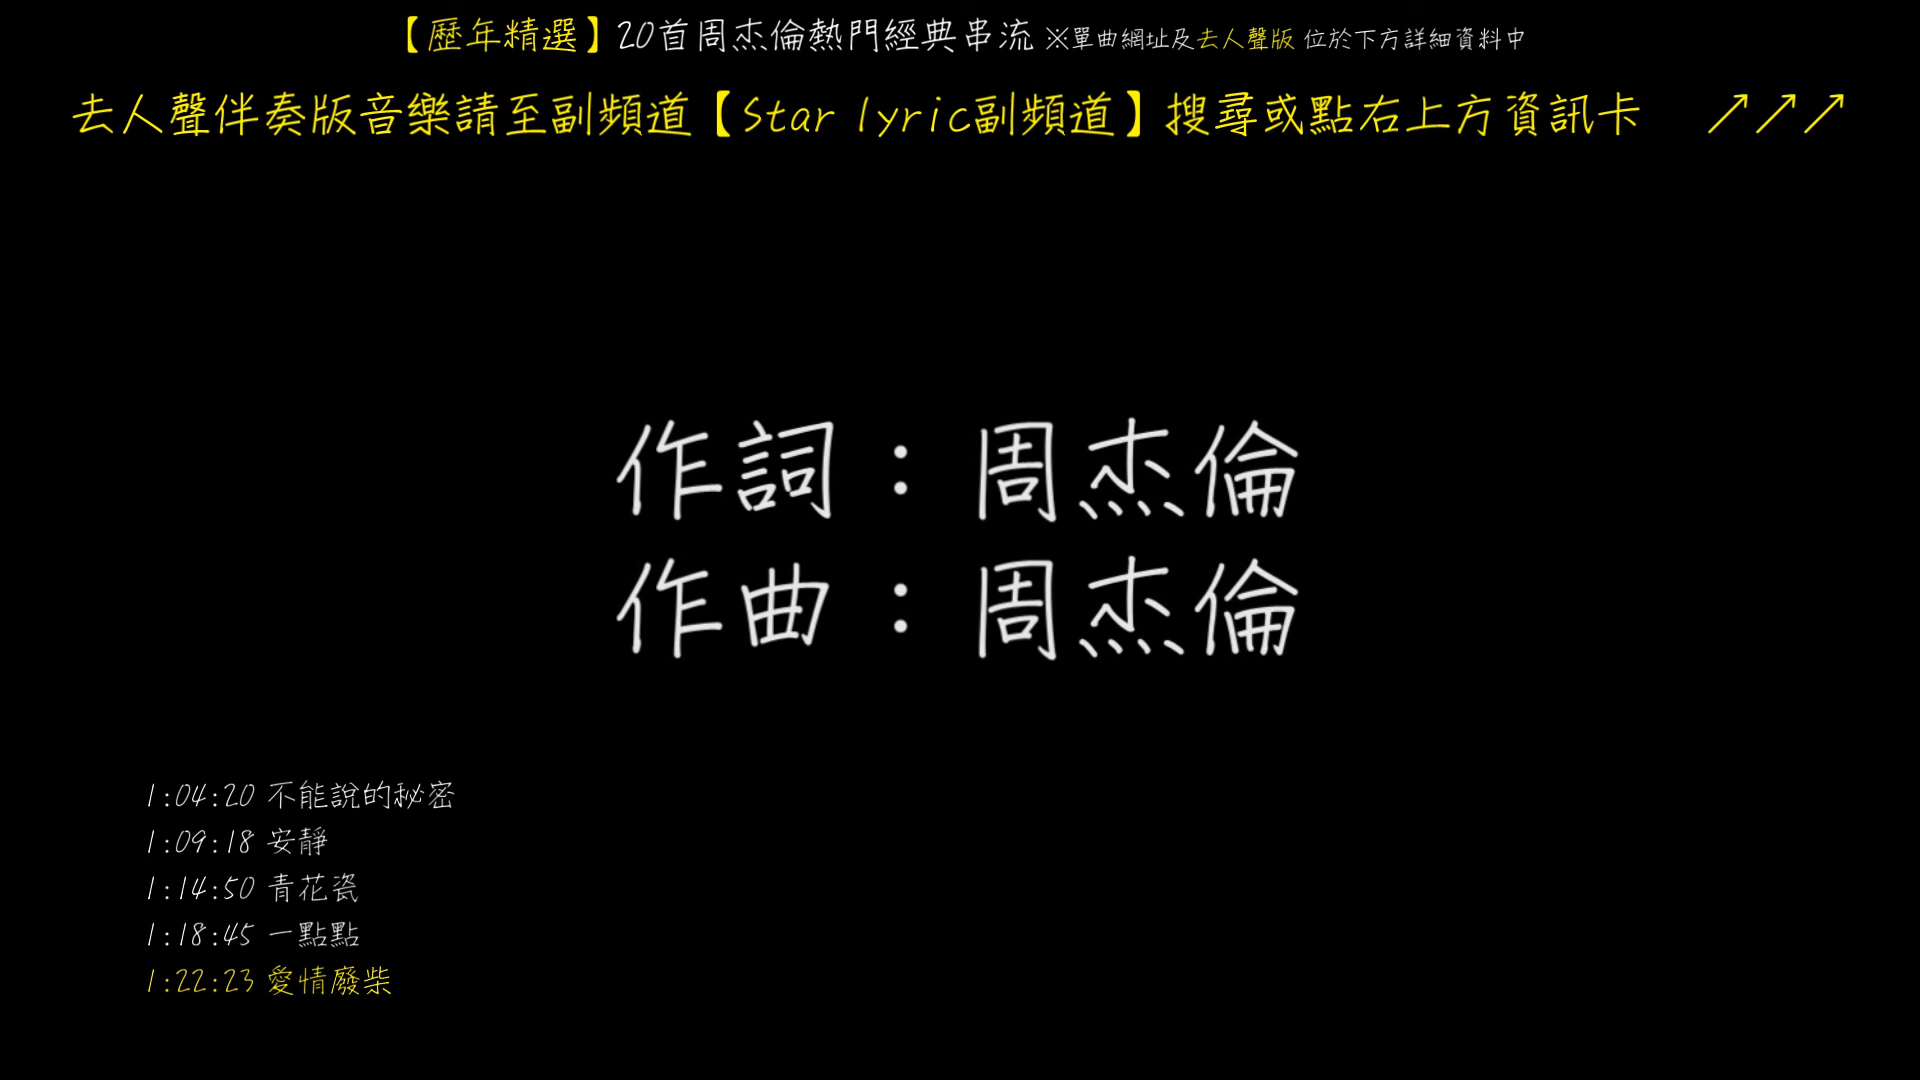 【歷年精選】20首周杰倫熱門經典串流 ※單曲網址及去人聲版 位於下方詳細資料中
去人聲伴奏版音樂請至副頻道【Star lyric副頻道】搜尋或點右上方資訊卡 ↗↗↗
作詞：周杰倫
作曲：周杰倫
1:04:20 不能說的秘密
1:09:18 安靜
1:14:50 青花瓷
1:18:45 一點點
1:22:23 愛情廢柴